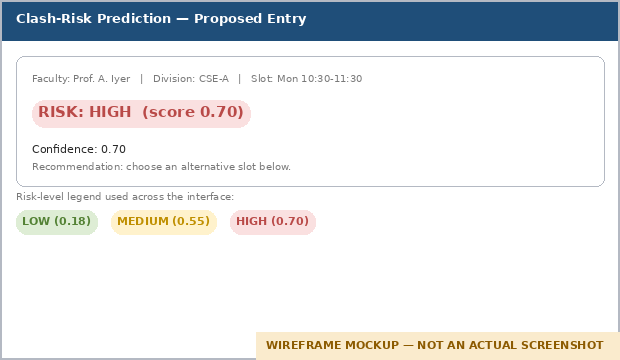 Clash-Risk Prediction — Proposed Entry
Faculty: Prof. A. Iyer | Division: CSE-A | Slot: Mon 10:30-11:30
RISK: HIGH (score 0.70)
Confidence: 0.70
Recommendation: choose an alternative slot below.
Risk-level legend used across the interface:
LOW (0.18) MEDIUM (0.55) HIGH (0.70)
WIREFRAME MOCKUP — NOT AN ACTUAL SCREENSHOT